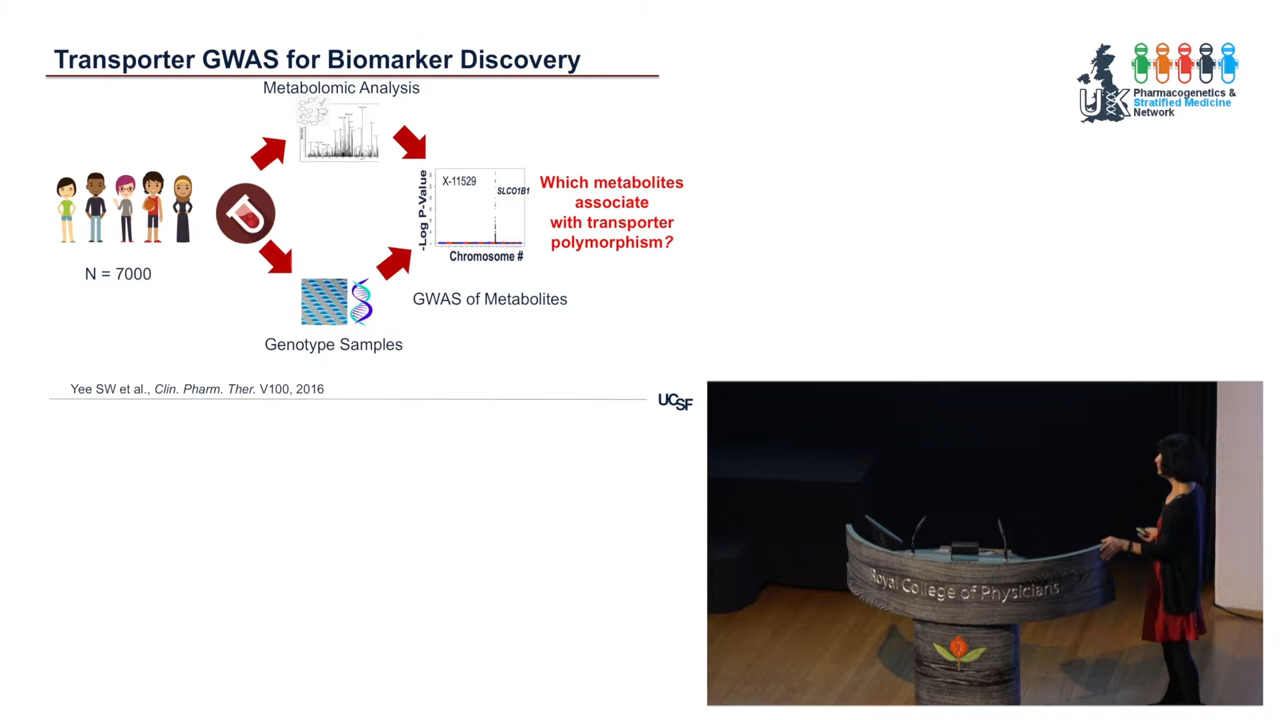 Transporter GWAS for Biomarker Discovery
Metabolomic Analysis
N = 7000
-Log P-Value
X-11529
SLCO1B1
Chromosome #
Which metabolites
associate
with transporter
polymorphism?
GWAS of Metabolites
Genotype Samples
Yee SW et al., Clin. Pharm. Ther. V100, 2016
UCSF
UK
Pharmacogenetics &
Stratified Medicine
Network
Royal College of Physicians